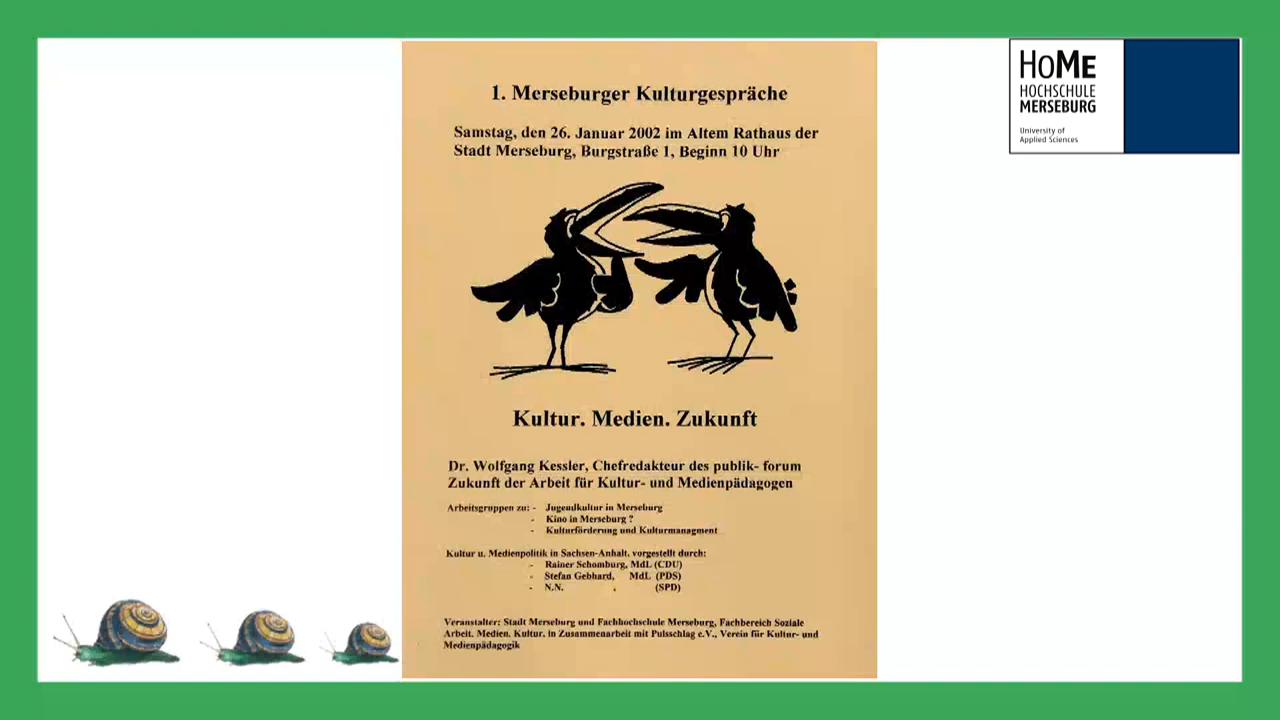 1. Merseburger Kulturgespräche
Samstag, den 26. Januar 2002 im Altem Rathaus der
Stadt Merseburg, Burgstraße 1, Beginn 10 Uhr
Kultur. Medien. Zukunft
Dr. Wolfgang Kessler, Chefredakteur des publik- forum
Zukunft der Arbeit für Kultur- und Medienpädagogen
Arbeitsgruppen zu: - Jugendkultur in Merseburg
- Kino in Merseburg ?
- Kulturförderung und Kulturmanagment
Kultur u. Medienpolitik in Sachsen-Anhalt, vorgestellt durch:
- Rainer Schomburg, MdL (CDU)
- Stefan Gebhard, MdL (PDS)
- N.N. , (SPD)
Veranstalter: Stadt Merseburg und Fachhochschule Merseburg, Fachbereich Soziale
Arbeit. Medien. Kultur. in Zusammenarbeit mit Pulsschlag e.V., Verein für Kultur- und
Medienpädagogik
HoMe
HOCHSCHULE
MERSEBURG
University of
Applied Sciences